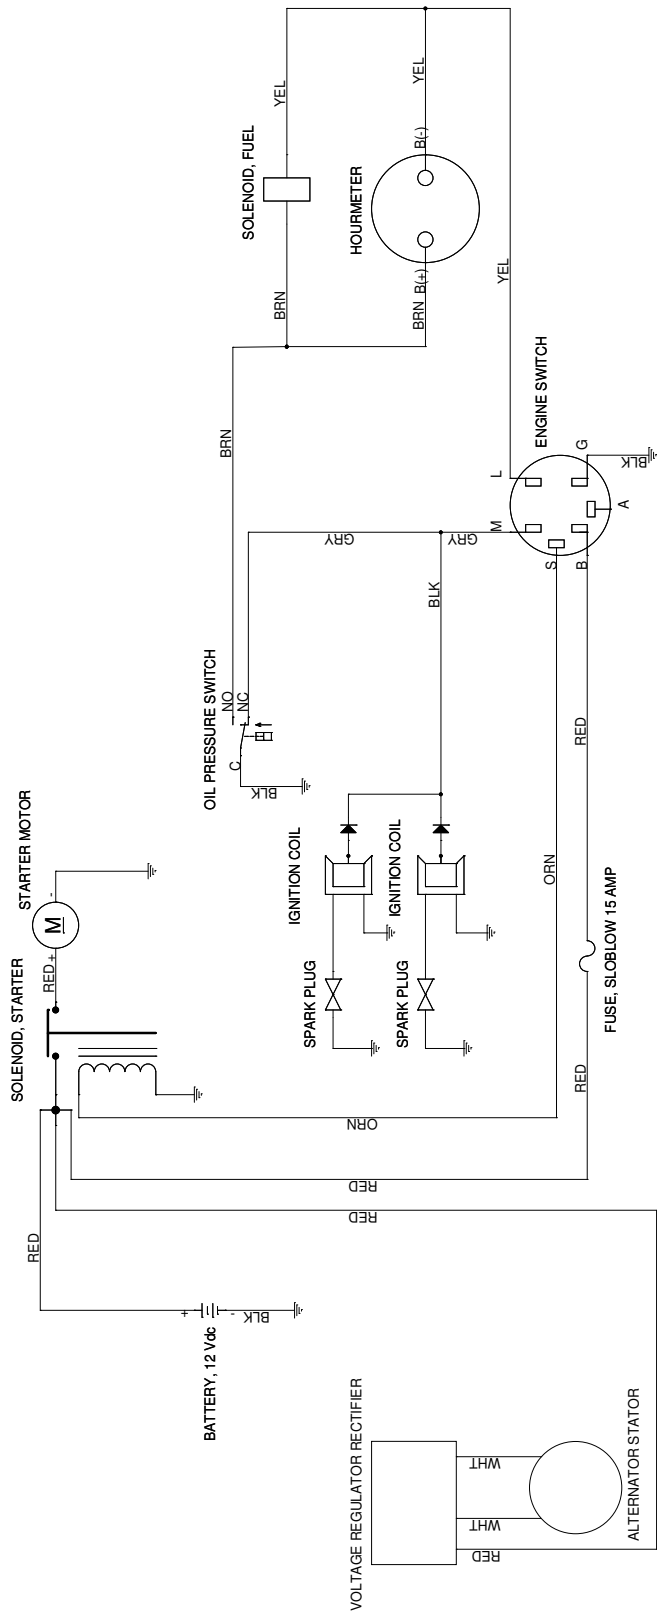 RED
SOLENOID, STARTER
STARTER MOTOR
RED
+
-
M
BATTERY, 12 Vdc
+
-
BLK
OIL PRESSURE SWITCH
C
NO
NC
BLK
BRN
SOLENOID, FUEL
BRN
YEL
SPARK PLUG
IGNITION COIL
GRY
HOURMETER
VOLTAGE REGULATOR RECTIFIER
RED
RED
ORN
SPARK PLUG
IGNITION COIL
BLK
BRN
B(+)
B(-)
YEL
GRY
YEL
RED
WHT
WHT
M
L
ENGINE SWITCH
ORN
S
B
G
A
BLK
RED
RED
FUSE, SLOBLOW 15 AMP
ALTERNATOR STATOR